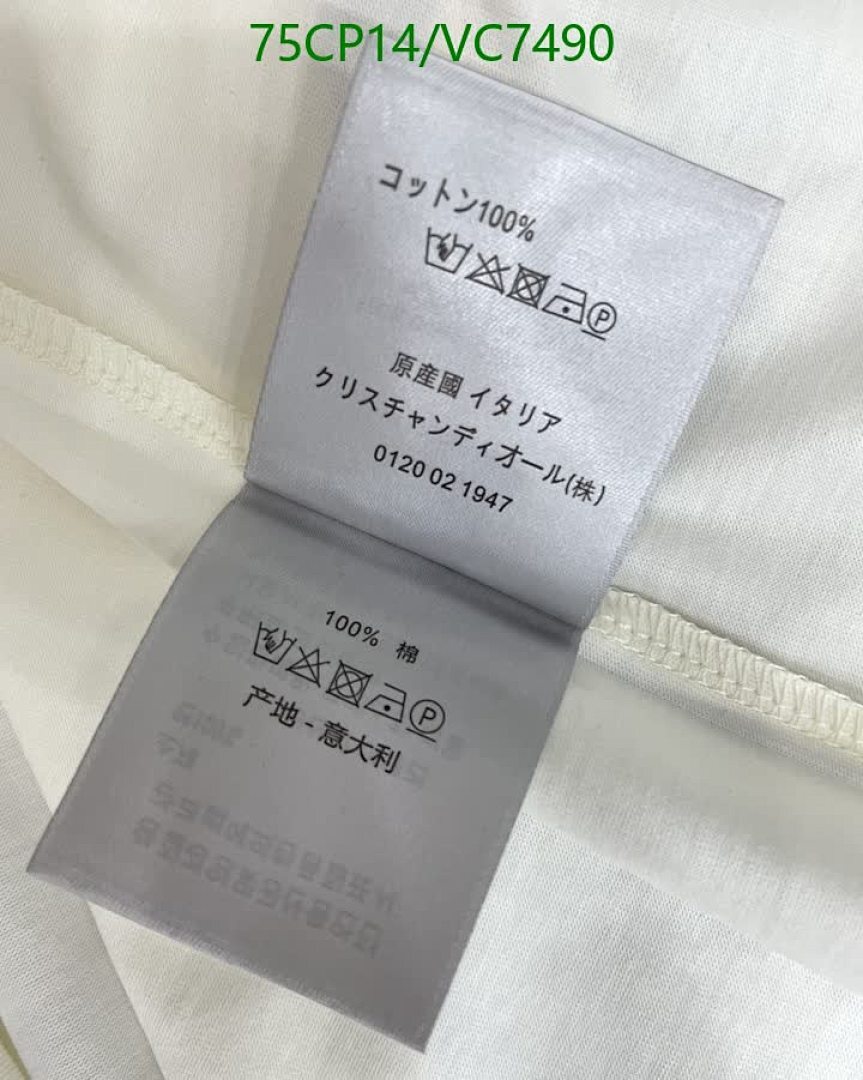 75CP14/VC7490
コットン100%
P
原産國 イタリア
クリスチャンディオール(株)
0120 02 1947
100% 棉
P
产地 - 意大利